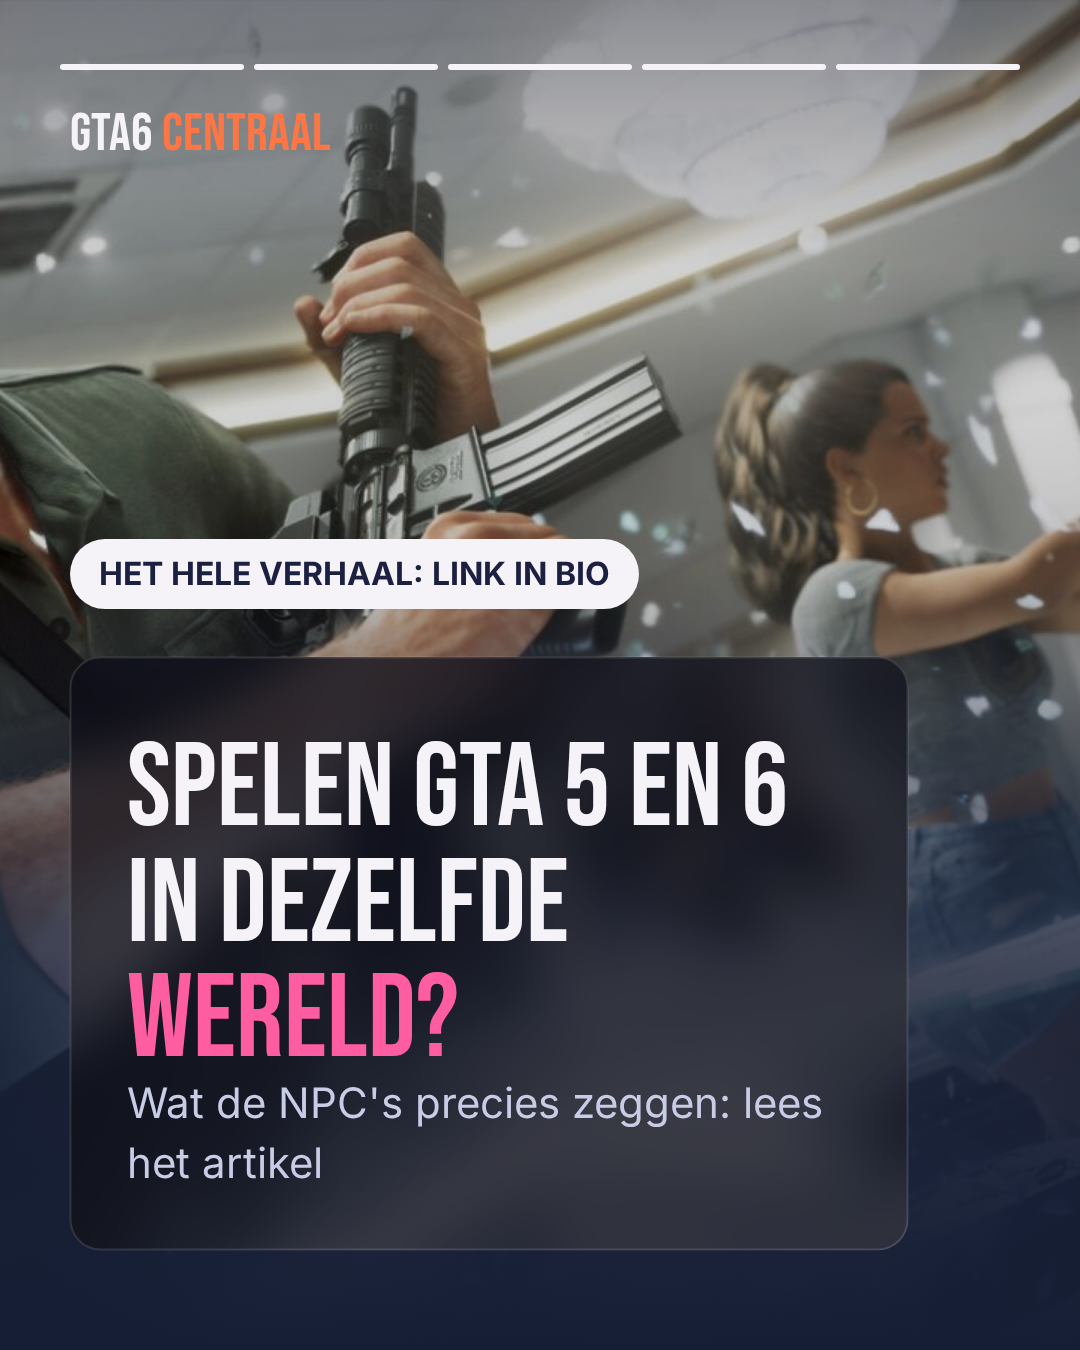 GTA6 CENTRAAL
HET HELE VERHAAL: LINK IN BIO
SPELEN GTA 5 EN 6
IN DEZELFDE
WERELD?
Wat de NPC's precies zeggen: lees
het artikel